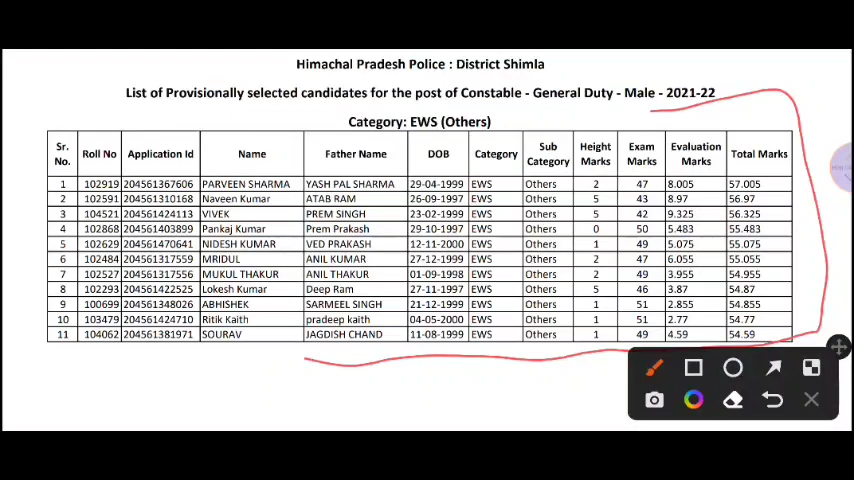 Himachal Pradesh Police : District Shimla
List of Provisionally selected candidates for the post of Constable - General Duty - Male - 2021-22
Category: EWS (Others)
Sr. No. Roll No Application Id Name Father Name DOB Category Sub Category Height Marks Exam Marks Evaluation Marks Total Marks
1 102919 204561367606 PARVEEN SHARMA YASH PAL SHARMA 29-04-1999 EWS Others 2 47 8.005 57.005
2 102591 204561310168 Naveen Kumar ATAB RAM 26-09-1997 EWS Others 5 43 8.97 56.97
3 104521 204561424113 VIVEK PREM SINGH 23-02-1999 EWS Others 5 42 9.325 56.325
4 102868 204561403899 Pankaj Kumar Prem Prakash 29-10-1997 EWS Others 0 50 5.483 55.483
5 102629 204561470641 NIDESH KUMAR VED PRAKASH 12-11-2000 EWS Others 1 49 5.075 55.075
6 102484 204561317559 MRIDUL ANIL KUMAR 27-12-1999 EWS Others 2 47 6.055 55.055
7 102527 204561317556 MUKUL THAKUR ANIL THAKUR 01-09-1998 EWS Others 2 49 3.955 54.955
8 102293 204561422525 Lokesh Kumar Deep Ram 27-11-1997 EWS Others 5 46 3.87 54.87
9 100699 204561348026 ABHISHEK SARMEEL SINGH 21-12-1999 EWS Others 1 51 2.855 54.855
10 103479 204561424710 Ritik Kaith pradeep kaith 04-05-2000 EWS Others 1 51 2.77 54.77
11 104062 204561381971 SOURAV JAGDISH CHAND 11-08-1999 EWS Others 1 49 4.59 54.59